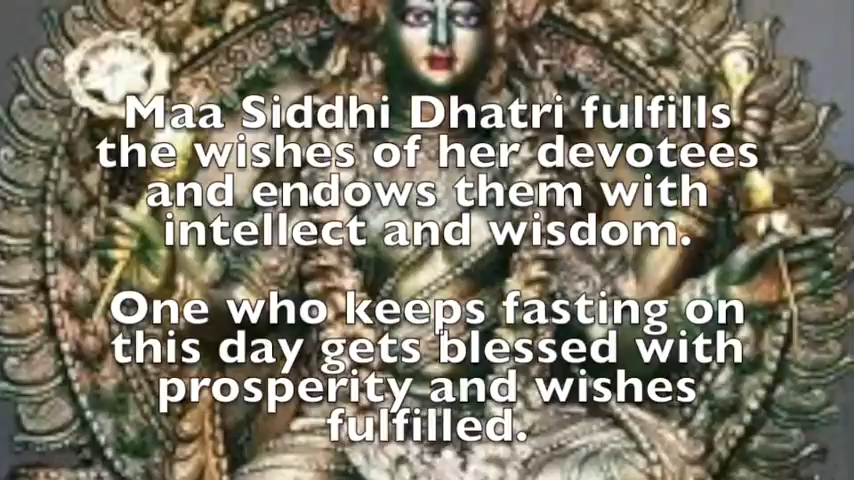 Maa Siddhi Dhatri fulfills
the wishes of her devotees
and endows them with
intellect and wisdom.
One who keeps fasting on
this day gets blessed with
prosperity and wishes
fulfilled.